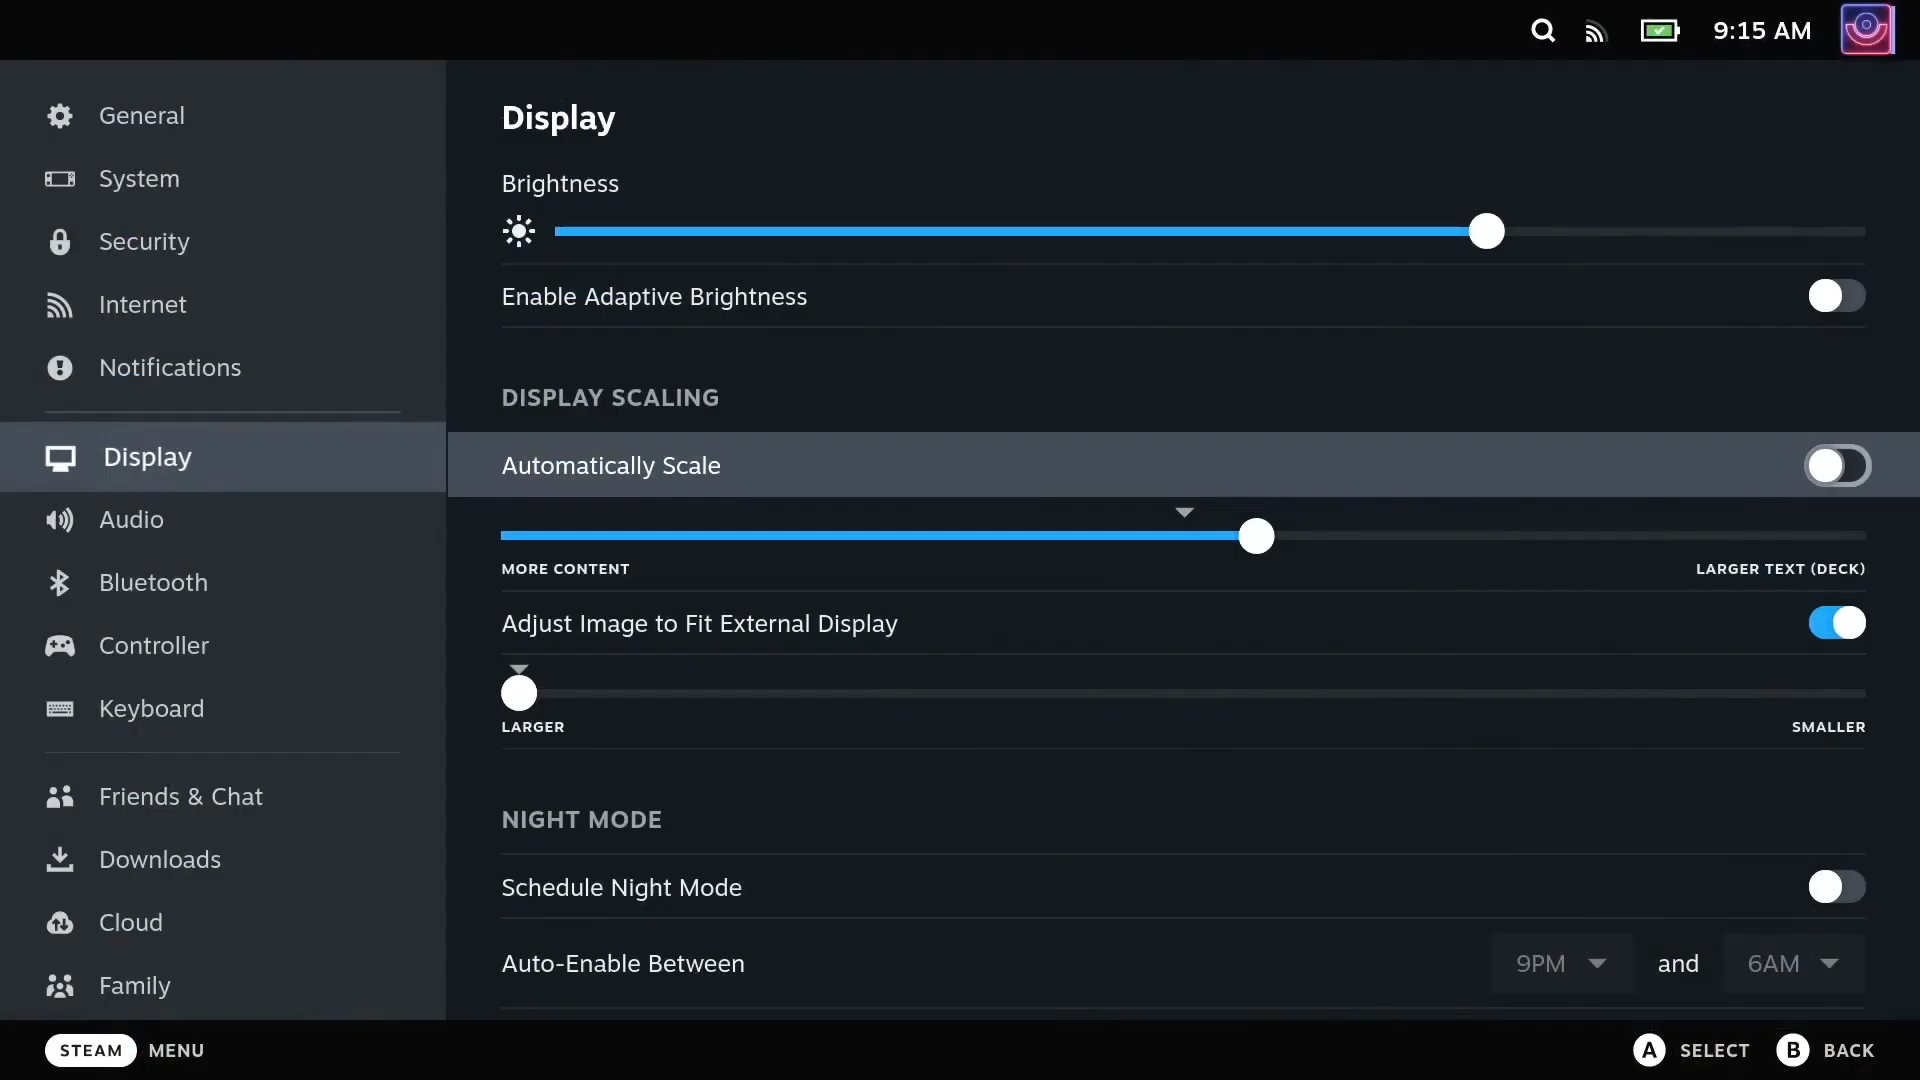 9:15 AM
General
System
Security
Internet
Notifications
Display
Audio
Bluetooth
Controller
Keyboard
Friends & Chat
Downloads
Cloud
Family
Display
Brightness
Enable Adaptive Brightness
DISPLAY SCALING
Automatically Scale
MORE CONTENT LARGER TEXT (DECK)
Adjust Image to Fit External Display
LARGER SMALLER
NIGHT MODE
Schedule Night Mode
Auto-Enable Between 9PM and 6AM
STEAM MENU A SELECT B BACK